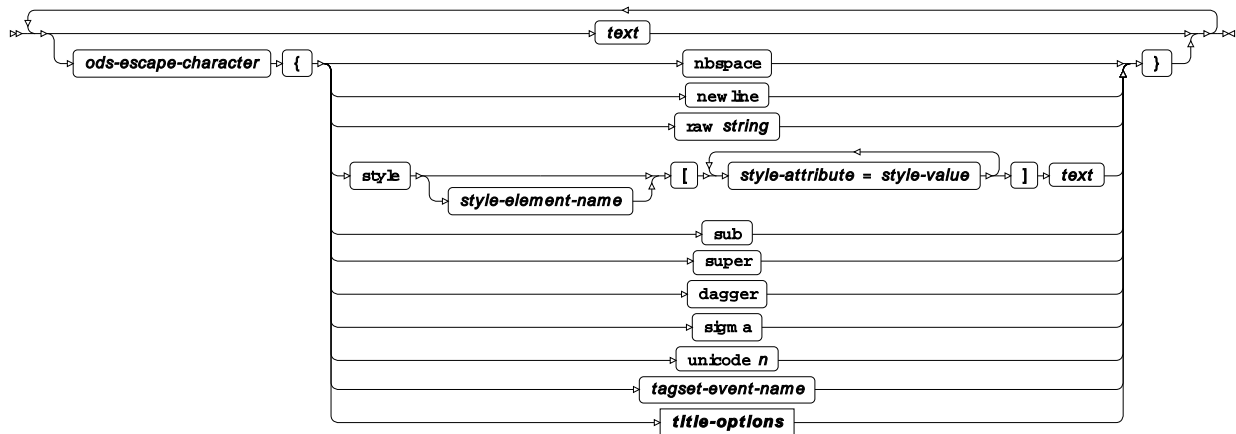 text
ods-escape-character { nbspace }
newline
raw string
style [ style-attribute = style-value ] text
style-element-name
sub
super
dagger
sigma
unicode n
tagset-event-name
title-options